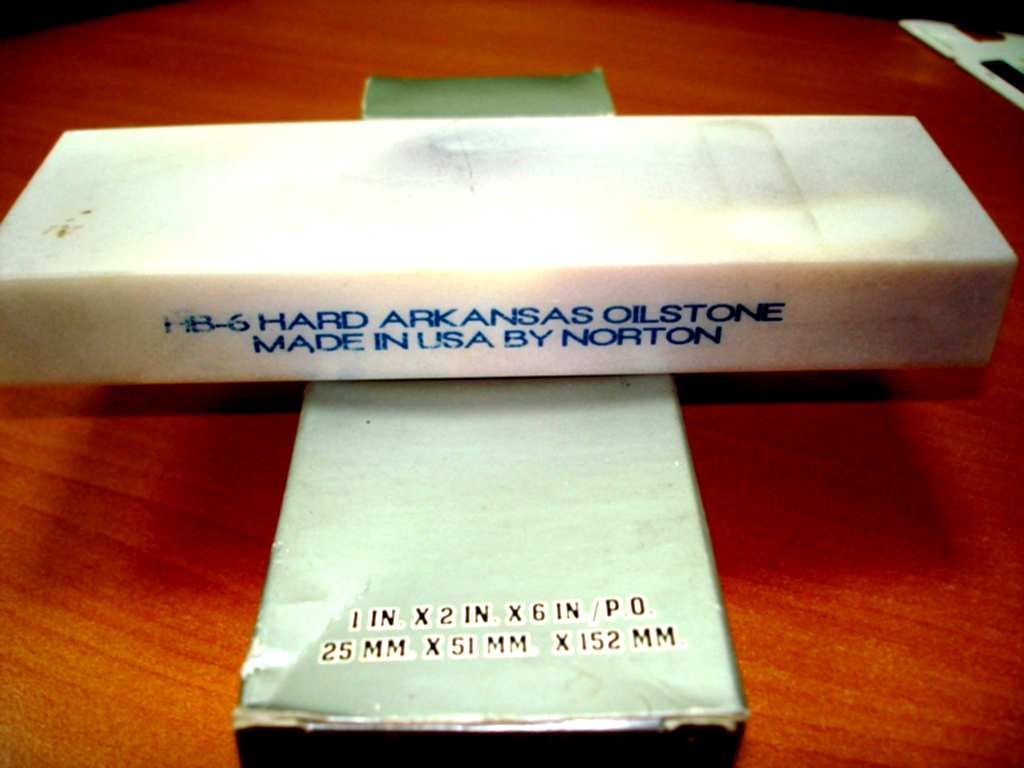 HB-6 HARD ARKANSAS OILSTONE
MADE IN USA BY NORTON
1 IN. X 2 IN. X 6 IN /P.O.
25 MM. X 51 MM. X 152 MM.